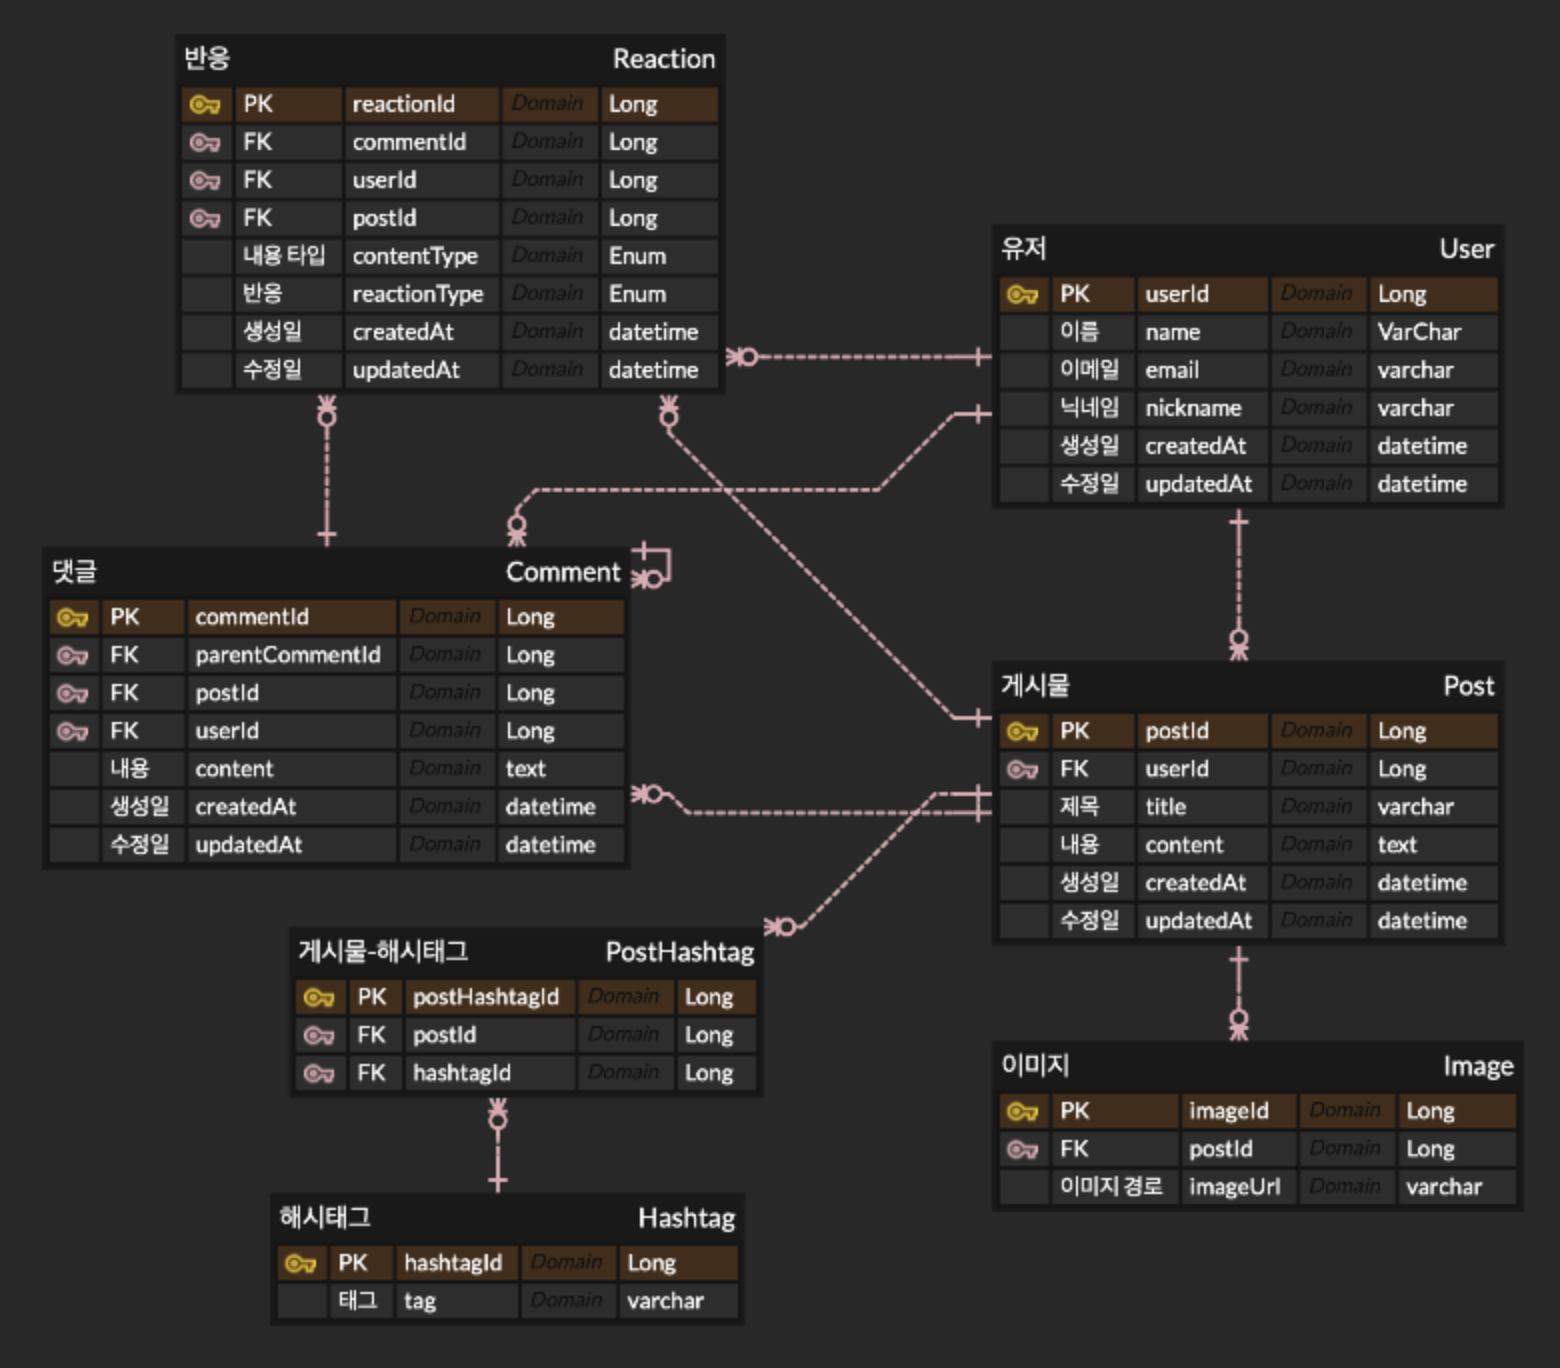 반응 Reaction
PK reactionId Domain Long
FK commentId Domain Long
FK userId Domain Long
FK postId Domain Long
내용 타입 contentType Domain Enum
반응 reactionType Domain Enum
생성일 createdAt Domain datetime
수정일 updatedAt Domain datetime
유저 User
PK userId Domain Long
이름 name Domain VarChar
이메일 email Domain varchar
닉네임 nickname Domain varchar
생성일 createdAt Domain datetime
수정일 updatedAt Domain datetime
댓글 Comment
PK commentId Domain Long
FK parentCommentId Domain Long
FK postId Domain Long
FK userId Domain Long
내용 content Domain text
생성일 createdAt Domain datetime
수정일 updatedAt Domain datetime
게시물 Post
PK postId Domain Long
FK userId Domain Long
제목 title Domain varchar
내용 content Domain text
생성일 createdAt Domain datetime
수정일 updatedAt Domain datetime
게시물-해시태그 PostHashtag
PK postHashtagId Domain Long
FK postId Domain Long
FK hashtagId Domain Long
이미지 Image
PK imageId Domain Long
FK postId Domain Long
이미지 경로 imageUrl Domain varchar
해시태그 Hashtag
PK hashtagId Domain Long
태그 tag Domain varchar